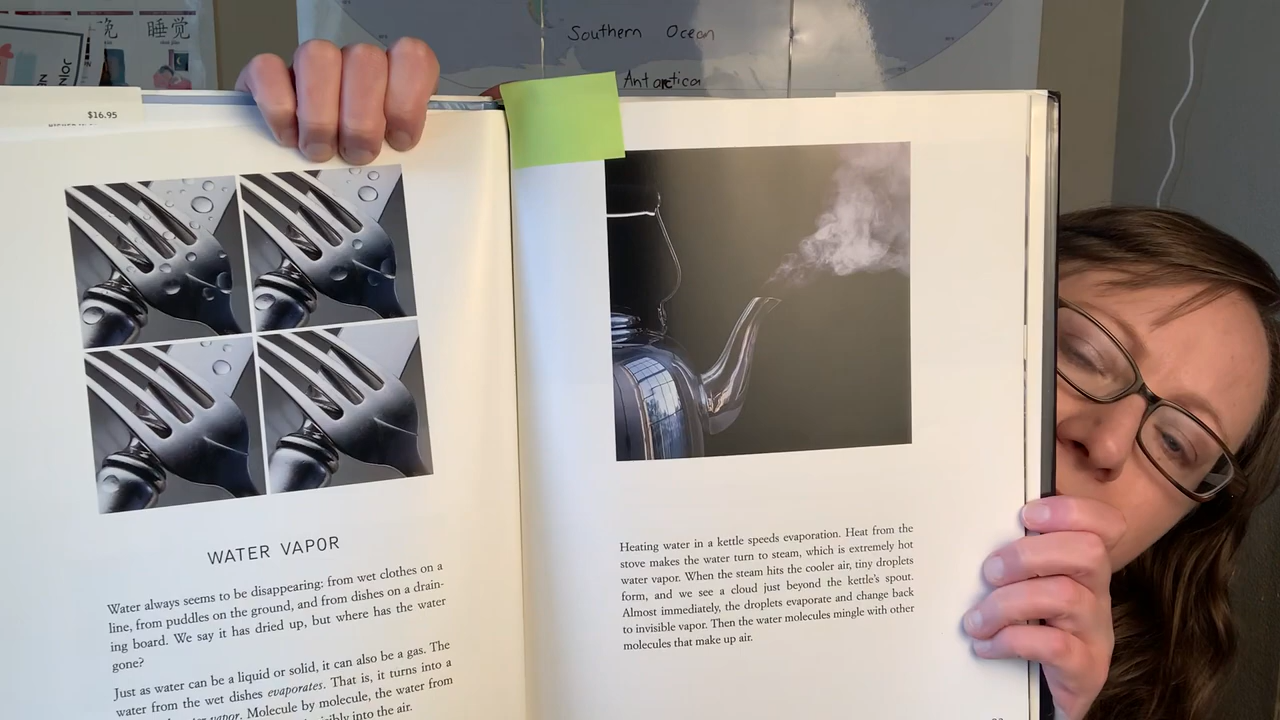 晚 睡觉
Southern Ocean
Antarctica
$16.95
WATER VAPOR
Water always seems to be disappearing: from wet clothes on a
line, from puddles on the ground, and from dishes on a drain-
ing board. We say it has dried up, but where has the water
gone?
Just as water can be a liquid or solid, it can also be a gas. The
water from the wet dishes evaporates. That is, it turns into a
vapor. Molecule by molecule, the water from
into the air.
Heating water in a kettle speeds evaporation. Heat from the
stove makes the water turn to steam, which is extremely hot
water vapor. When the steam hits the cooler air, tiny droplets
form, and we see a cloud just beyond the kettle's spout.
Almost immediately, the droplets evaporate and change back
to invisible vapor. Then the water molecules mingle with other
molecules that make up air.